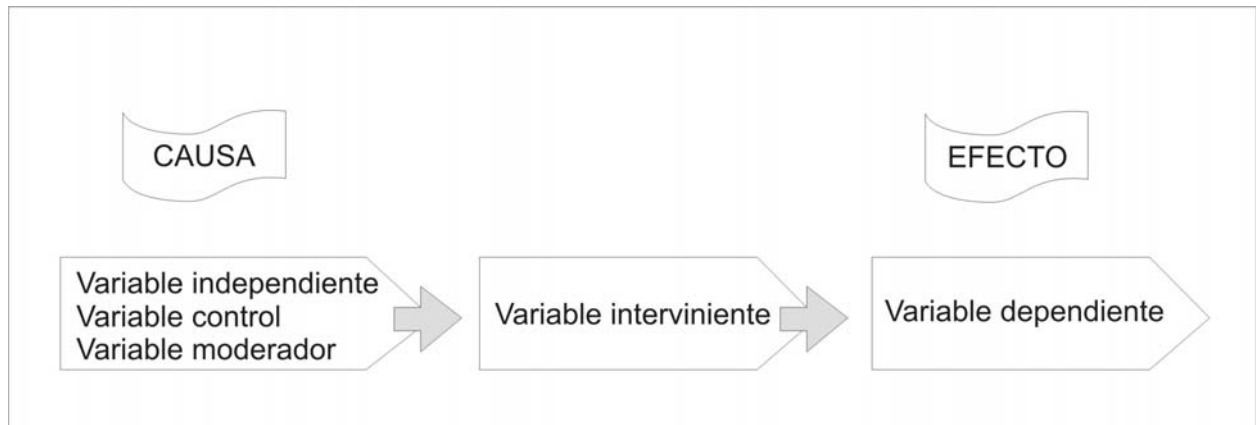 CAUSA
EFECTO
Variable independiente
Variable control
Variable moderador
Variable interviniente
Variable dependiente